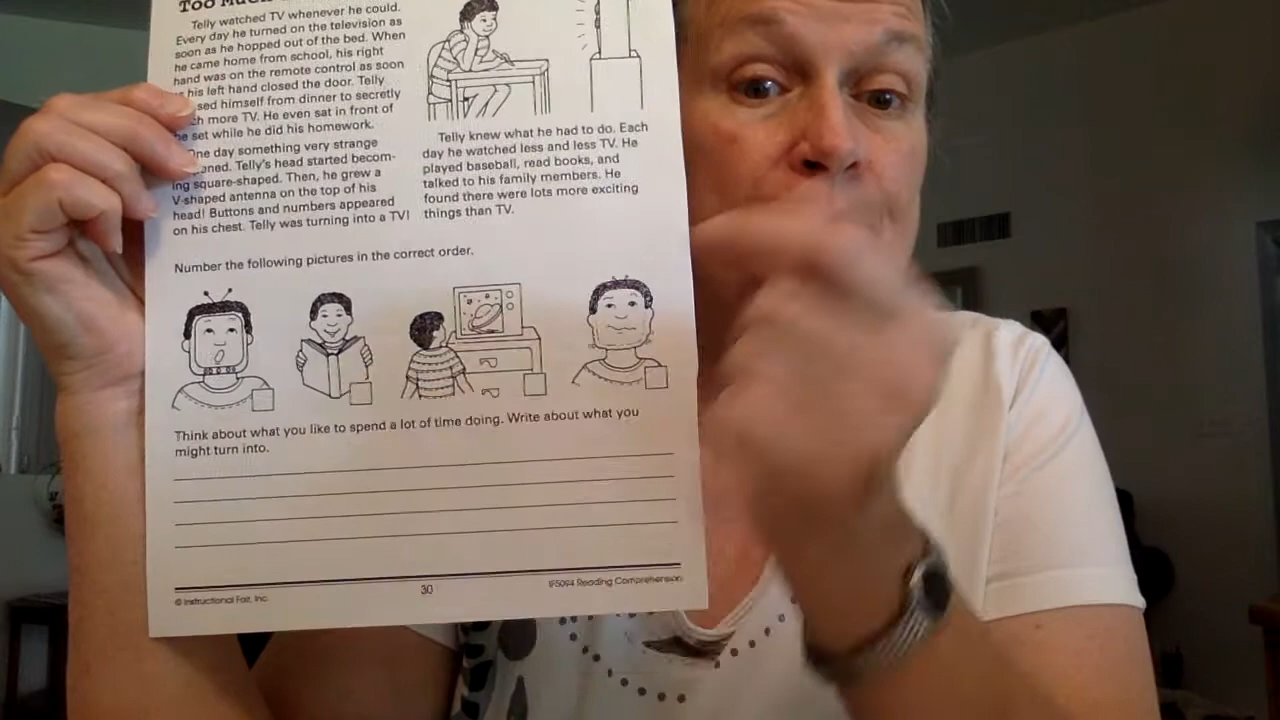 Too Much
Telly watched TV whenever he could.
Every day he turned on the television as
soon as he hopped out of the bed. When
he came home from school, his right
hand was on the remote control as soon
his left hand closed the door. Telly
sed himself from dinner to secretly
ch more TV. He even sat in front of
he set while he did his homework.
One day something very strange
ened. Telly's head started becom-
ing square-shaped. Then, he grew a
V-shaped antenna on the top of his
head! Buttons and numbers appeared
on his chest. Telly was turning into a TV!
Telly knew what he had to do. Each
day he watched less and less TV. He
played baseball, read books, and
talked to his family members. He
found there were lots more exciting
things than TV.
Number the following pictures in the correct order.
Think about what you like to spend a lot of time doing. Write about what you
might turn into.
© Instructional Fair, Inc.
30
IF5094 Reading Comprehension